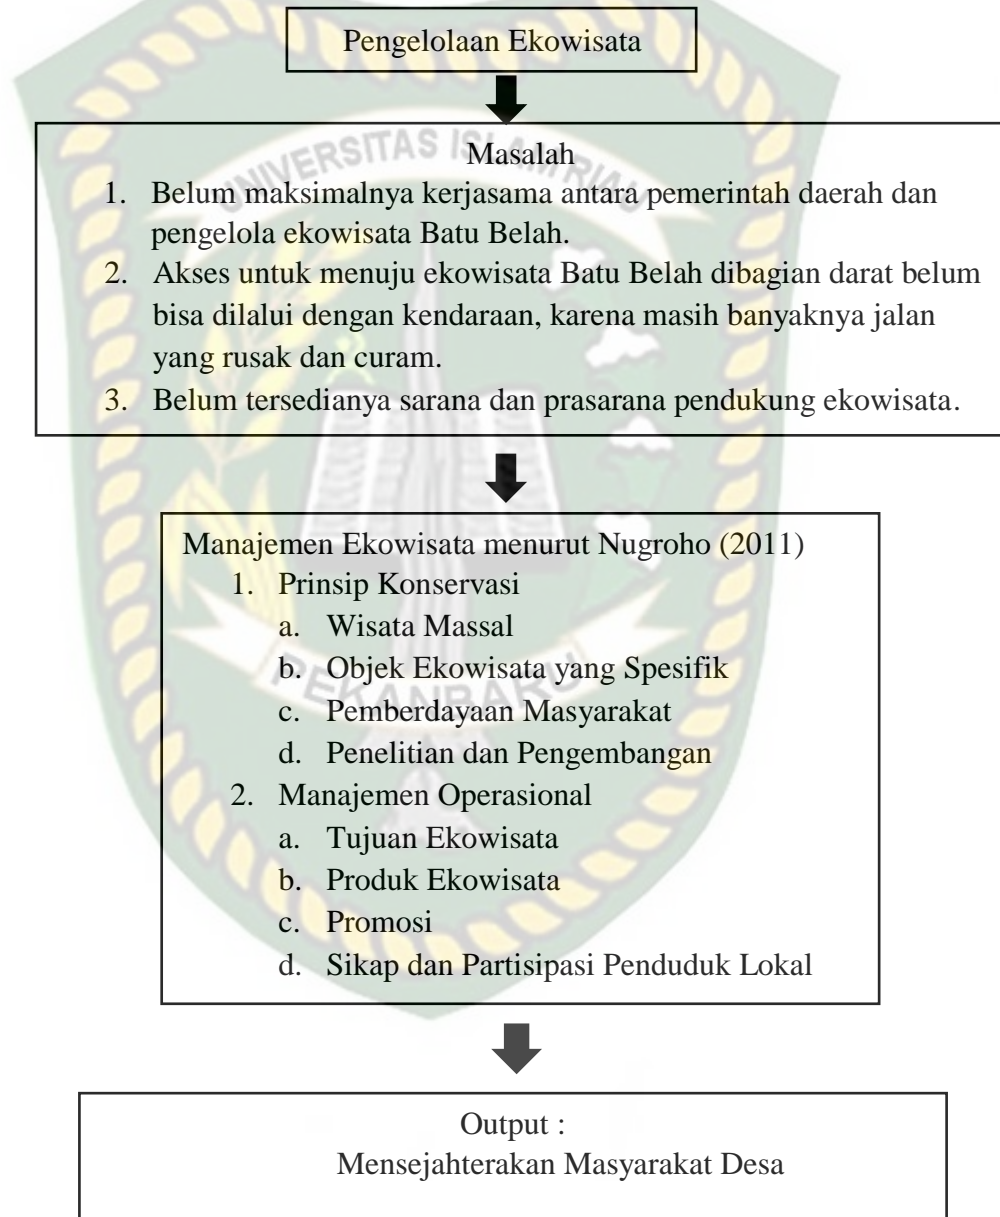 Pengelolaan Ekowisata
UNIVERSITAS ISLAM RIAU
Masalah
1. Belum maksimalnya kerjasama antara pemerintah daerah dan
pengelola ekowisata Batu Belah.
2. Akses untuk menuju ekowisata Batu Belah dibagian darat belum
bisa dilalui dengan kendaraan, karena masih banyaknya jalan
yang rusak dan curam.
3. Belum tersedianya sarana dan prasarana pendukung ekowisata.
Manajemen Ekowisata menurut Nugroho (2011)
1. Prinsip Konservasi
a. Wisata Massal
b. Objek Ekowisata yang Spesifik
PEKANBARU
c. Pemberdayaan Masyarakat
d. Penelitian dan Pengembangan
2. Manajemen Operasional
a. Tujuan Ekowisata
b. Produk Ekowisata
c. Promosi
d. Sikap dan Partisipasi Penduduk Lokal
Output :
Mensejahterakan Masyarakat Desa